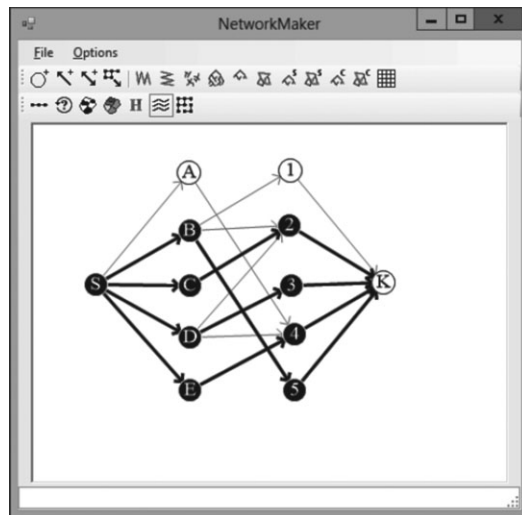 NetworkMaker
File Options
H
A 1
B 2
S C 3 K
D 4
E 5